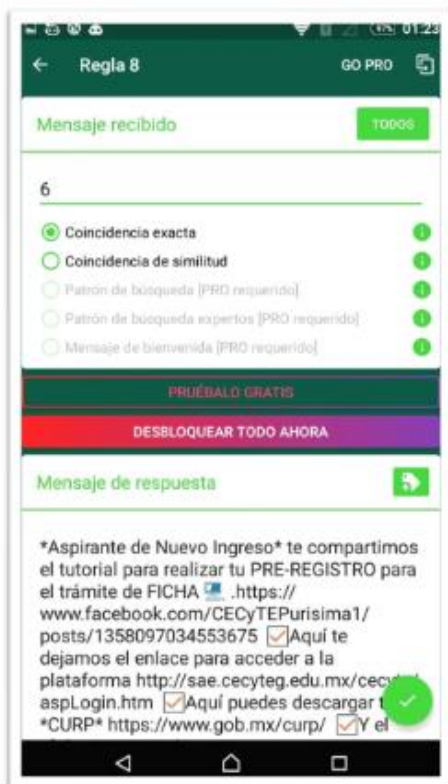 01:23
Regla 8
GO PRO
Mensaje recibido
TODOS
6
Coincidencia exacta
Coincidencia de similitud
Patrón de búsqueda [PRO requerido]
Patrón de búsqueda expertos [PRO requerido]
Mensaje de bienvenida [PRO requerido]
PRUÉBALO GRATIS
DESBLOQUEAR TODO AHORA
Mensaje de respuesta
*Aspirante de Nuevo Ingreso* te compartimos
el tutorial para realizar tu PRE-REGISTRO para
el trámite de FICHA 💻 .https://
www.facebook.com/CECyTEPurisima1/
posts/1358097034553675 ☑Aquí te
dejamos el enlace para acceder a la
plataforma http://sae.cecyteg.edu.mx/
aspLogin.htm ☑Aquí puedes descargar
*CURP* https://www.gob.mx/curp/ ☑Y el